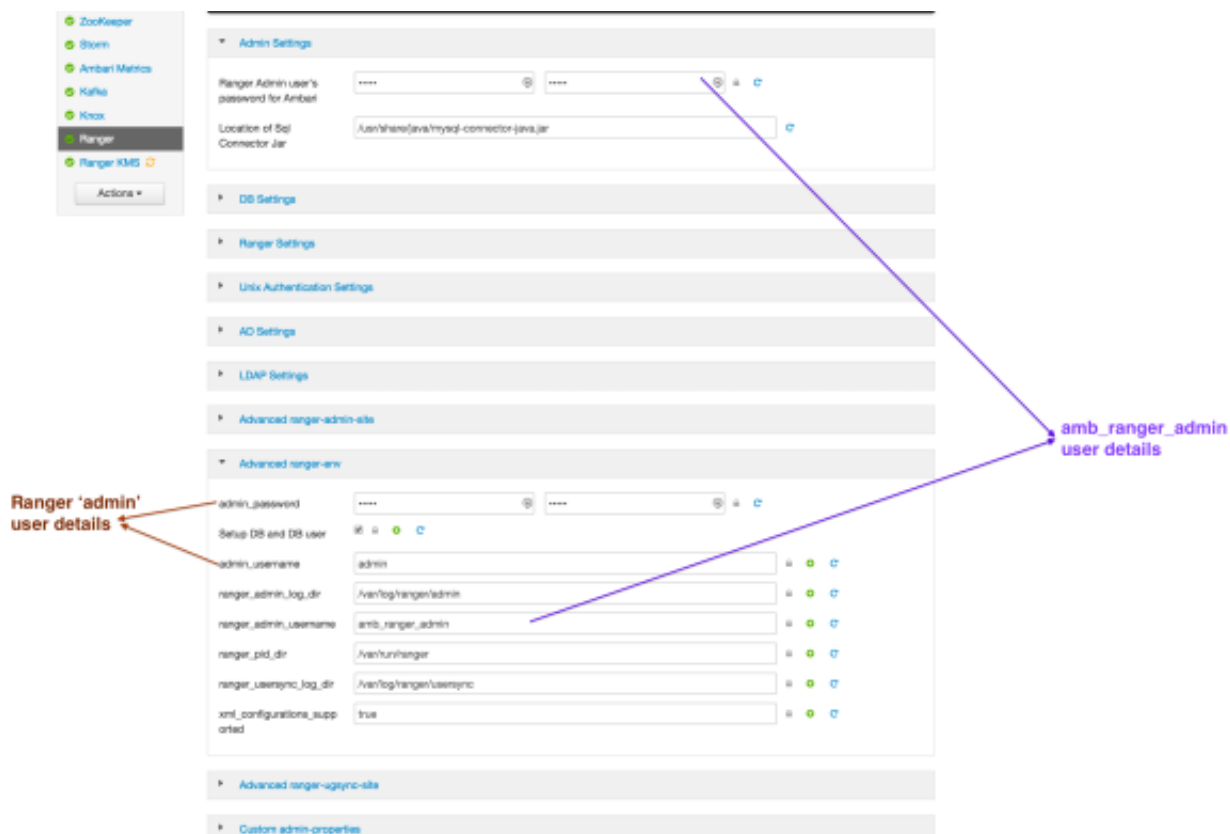 ZooKeeper
Storm
Ambari Metrics
Kafka
Knox
Ranger
Ranger KMS
Actions
Admin Settings
Ranger Admin user's
password for Ambari
Location of Sql
Connector Jar
/usr/share/java/mysql-connector-java.jar
DB Settings
Ranger Settings
Unix Authentication Settings
AD Settings
LDAP Settings
Advanced ranger-admin-site
Advanced ranger-env
admin_password
Setup DB and DB user
admin_username
admin
ranger_admin_log_dir
/var/log/ranger/admin
ranger_admin_username
amb_ranger_admin
ranger_pid_dir
/var/run/ranger
ranger_usersync_log_dir
/var/log/ranger/usersync
xml_configurations_supp
orted
true
Advanced ranger-ugsync-site
Custom admin-properties
Ranger ‘admin’
user details
amb_ranger_admin
user details